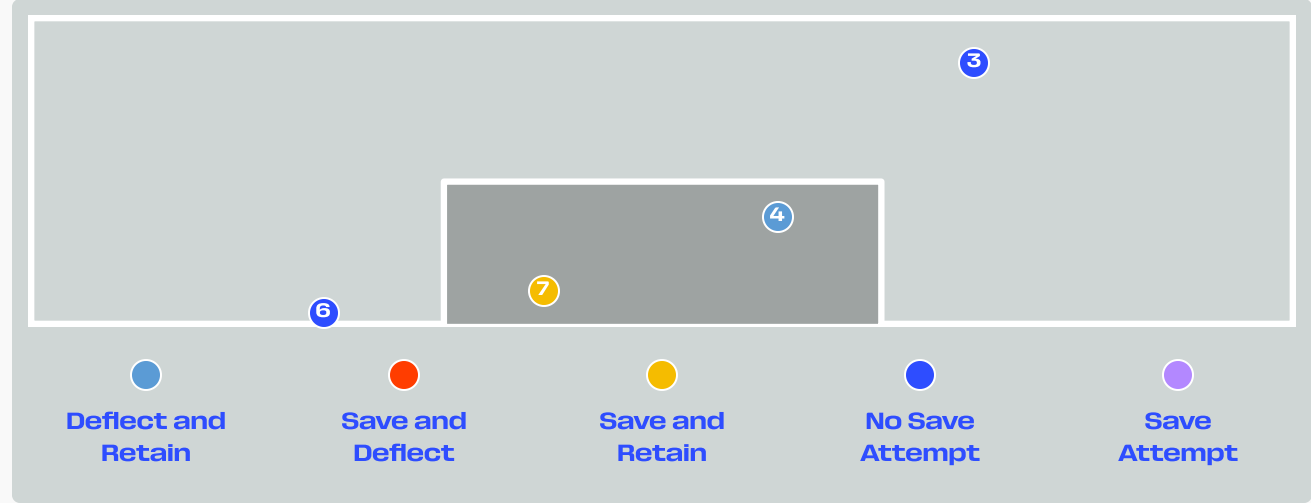 3
4
7
6
Deflect and
Retain
Save and
Deflect
Save and
Retain
No Save
Attempt
Save
Attempt